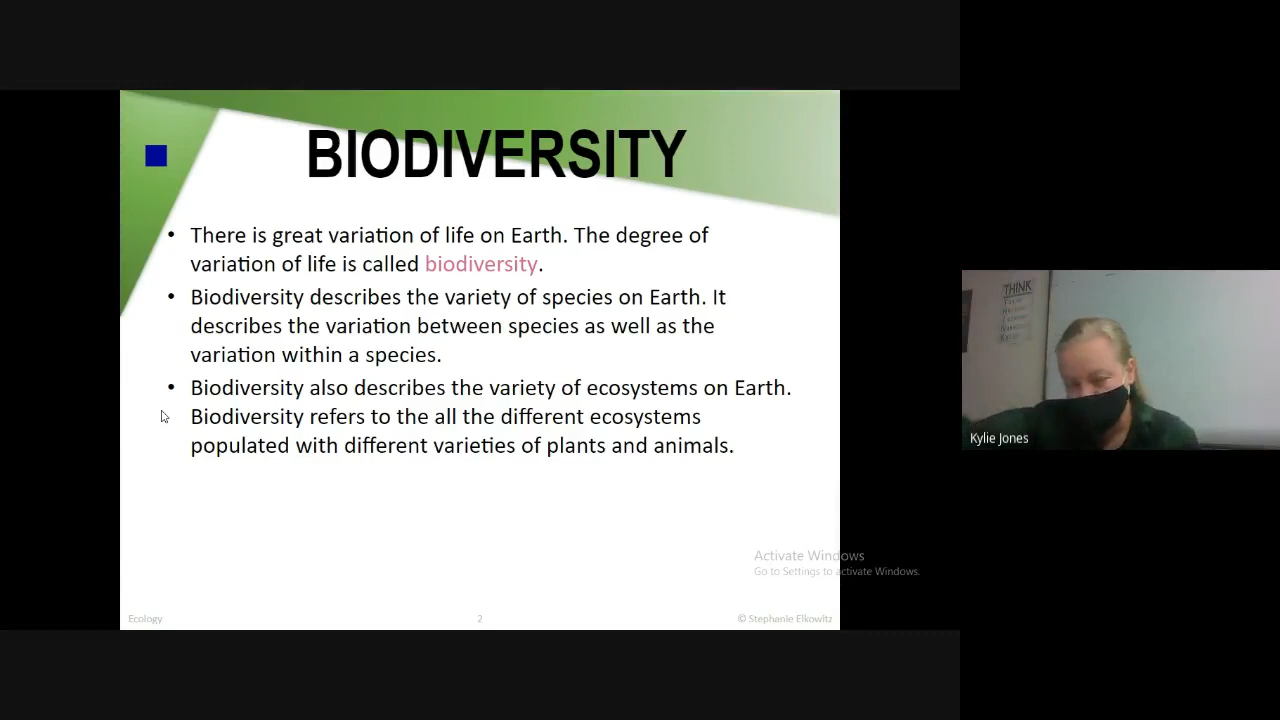 BIODIVERSITY
• There is great variation of life on Earth. The degree of
variation of life is called biodiversity.
• Biodiversity describes the variety of species on Earth. It
describes the variation between species as well as the
variation within a species.
• Biodiversity also describes the variety of ecosystems on Earth.
Biodiversity refers to the all the different ecosystems
populated with different varieties of plants and animals.
Activate Windows
Go to Settings to activate Windows.
Ecology
2
© Stephanie Elkowitz
THINK
Kylie Jones